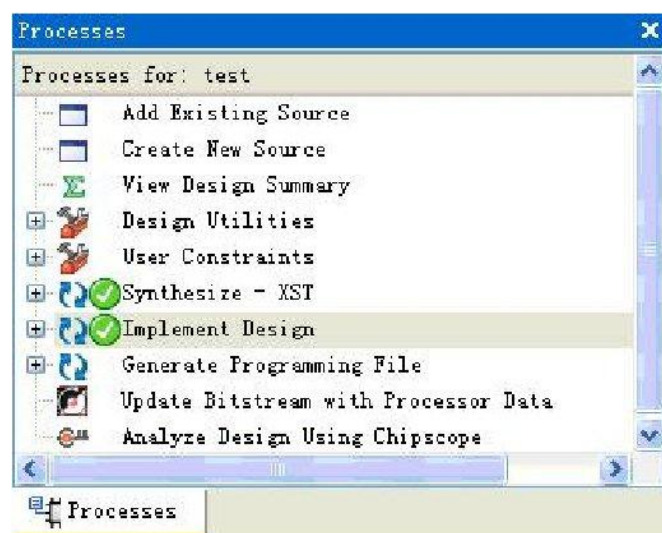 Processes
Processes for: test
Add Existing Source
Create New Source
View Design Summary
Design Utilities
User Constraints
Synthesize - XST
Implement Design
Generate Programming File
Update Bitstream with Processor Data
Analyze Design Using Chipscope
Processes